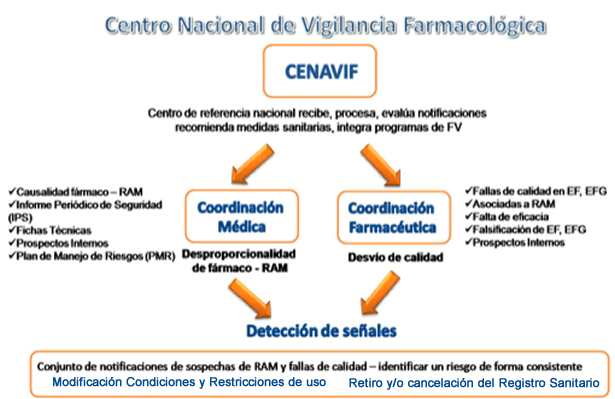 Centro Nacional de Vigilancia Farmacológica
CENAVIF
Centro de referencia nacional recibe, procesa, evalúa notificaciones
recomienda medidas sanitarias, integra programas de FV
✓Causalidad fármaco – RAM
✓Informe Periódico de Seguridad
(IPS)
✓Fichas Técnicas
✓Prospectos Internos
✓Plan de Manejo de Riesgos (PMR)
Coordinación
Médica
Desproporcionalidad
de fármaco - RAM
Coordinación
Farmacéutica
Desvío de calidad
✓Fallas de calidad en EF, EFG
✓Asociadas a RAM
✓Falta de eficacia
✓Falsificación de EF, EFG
✓Prospectos Internos
Detección de señales
Conjunto de notificaciones de sospechas de RAM y fallas de calidad – identificar un riesgo de forma consistente
Modificación Condiciones y Restricciones de uso
Retiro y/o cancelación del Registro Sanitario